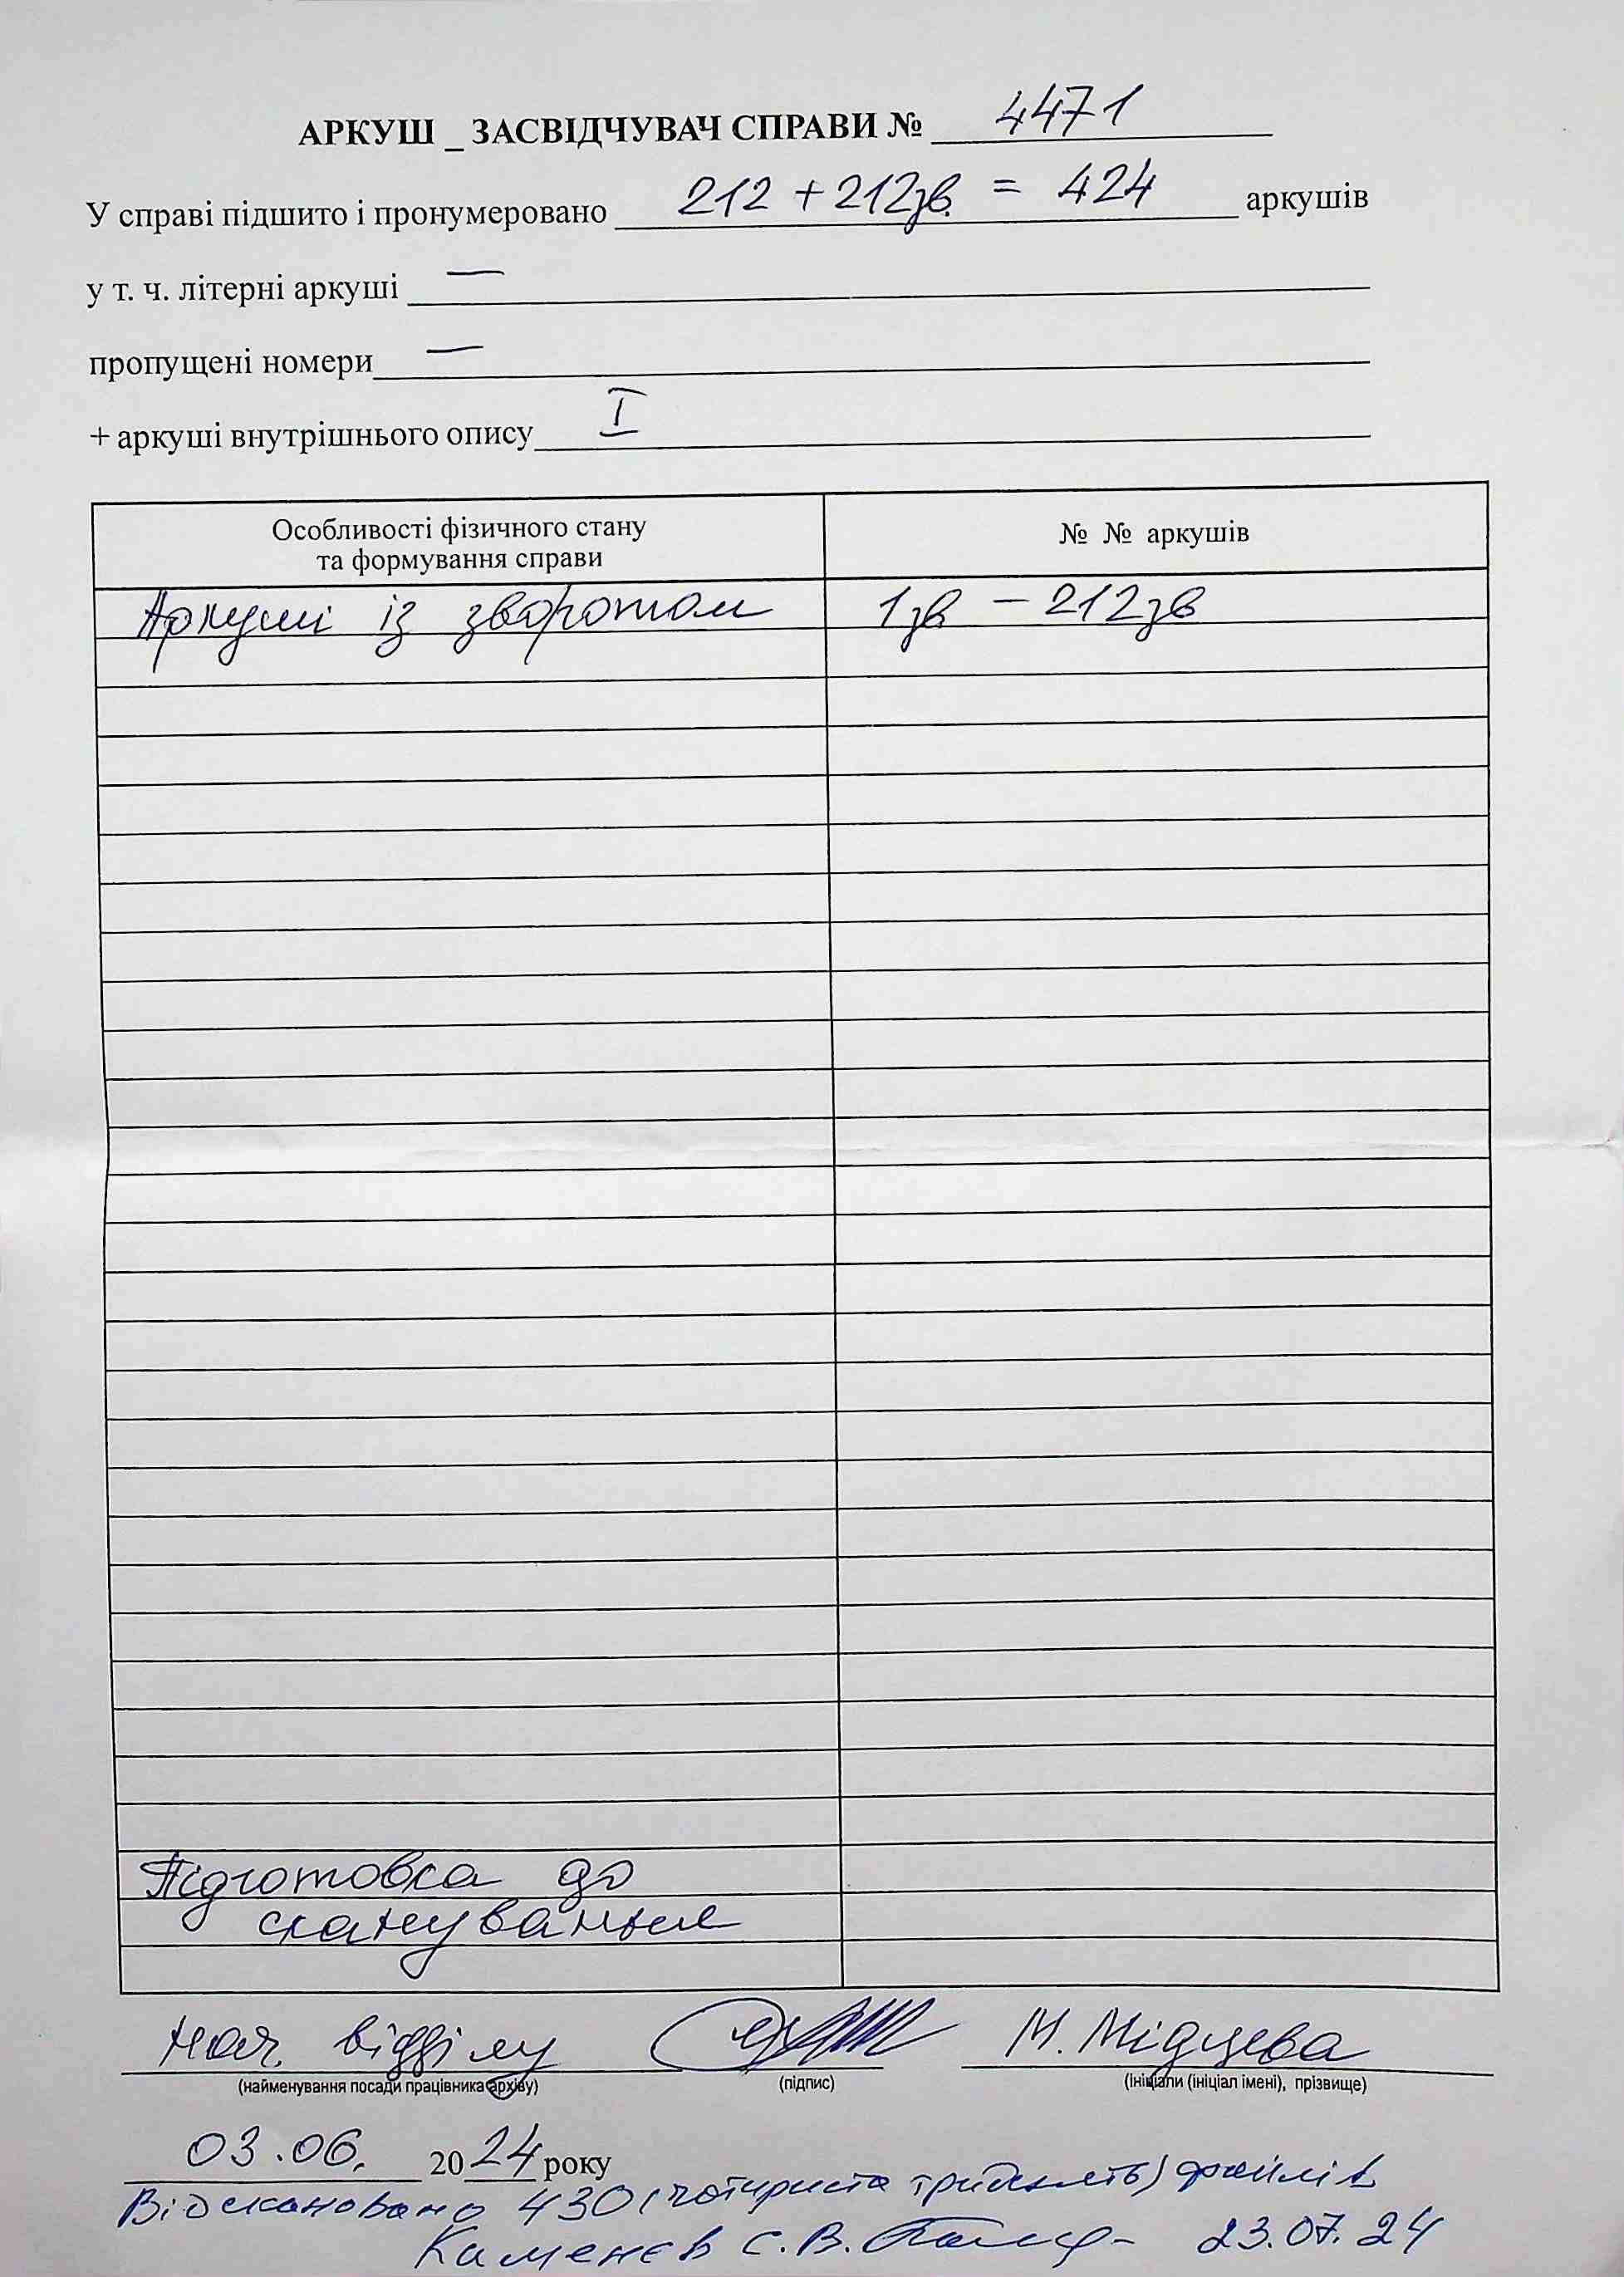 АРКУШ _ ЗАСВІДЧУВАЧ СПРАВИ № 4471
У справі підшито і пронумеровано 212 + 212зв. = 424 аркушів
у т. ч. літерні аркуші —
пропущені номери —
+ аркуші внутрішнього опису I
Особливості фізичного стану та формування справи
№ № аркушів
Аркуші із зворотом 1зв – 212зв
Підготовка до
сканування
нач. відділу М. Мідцева
(найменування посади працівника архіву) (підпис) (ініціали (ініціал імені), прізвище)
03.06. 2024 року
Відскановано 430 (чотириста тридцять) файлів
Каменєв С.В. 23.07.24